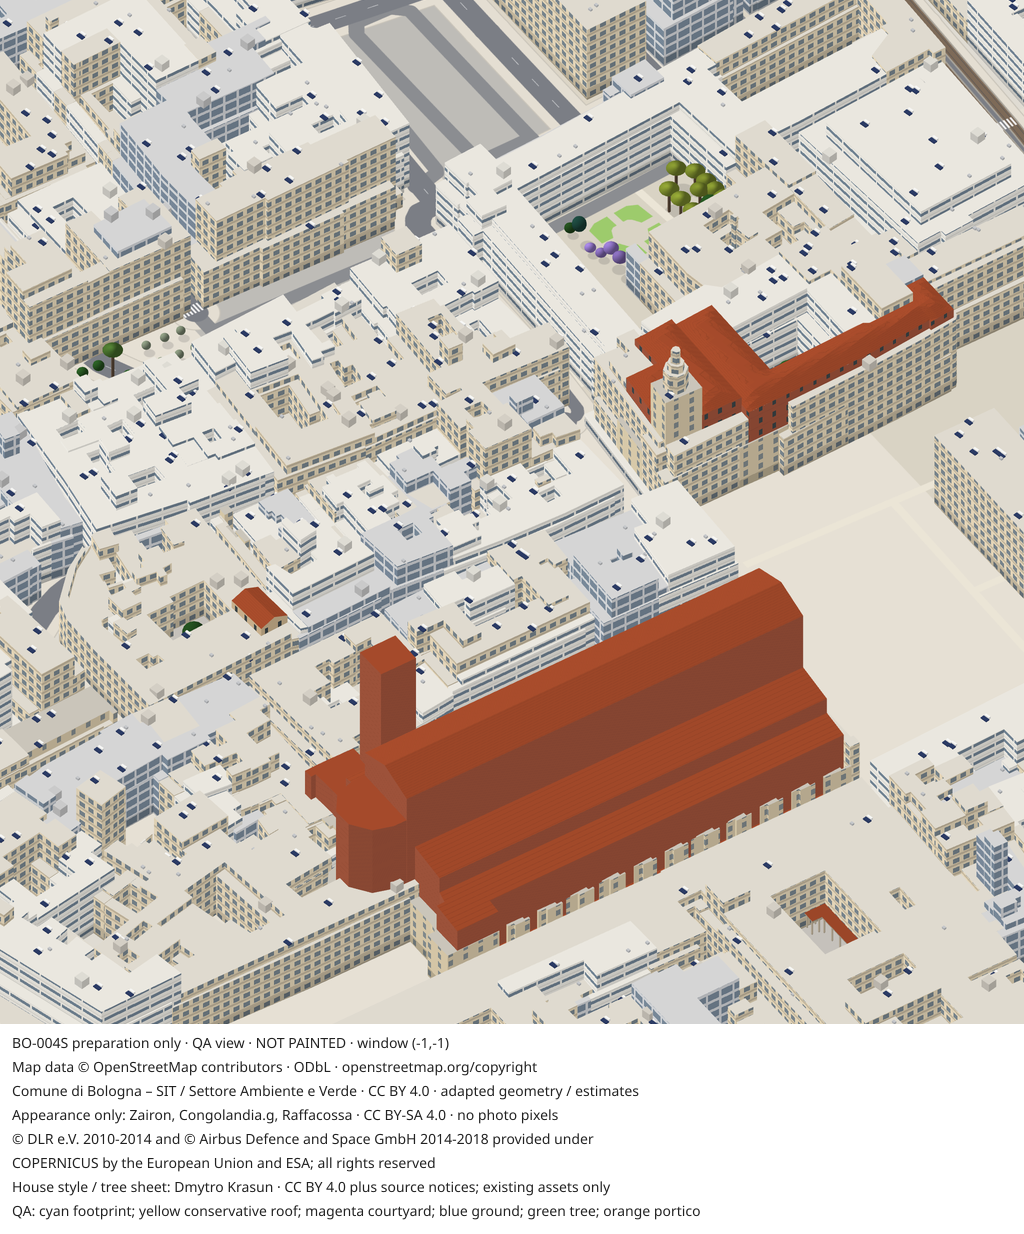 BO-004S preparation only · QA view · NOT PAINTED · window (-1,-1)
Map data © OpenStreetMap contributors · ODbL · openstreetmap.org/copyright
Comune di Bologna – SIT / Settore Ambiente e Verde · CC BY 4.0 · adapted geometry / estimates
Appearance only: Zairon, Congolandia.g, Raffacossa · CC BY-SA 4.0 · no photo pixels
© DLR e.V. 2010-2014 and © Airbus Defence and Space GmbH 2014-2018 provided under
COPERNICUS by the European Union and ESA; all rights reserved
House style / tree sheet: Dmytro Krasun · CC BY 4.0 plus source notices; existing assets only
QA: cyan footprint; yellow conservative roof; magenta courtyard; blue ground; green tree; orange portico